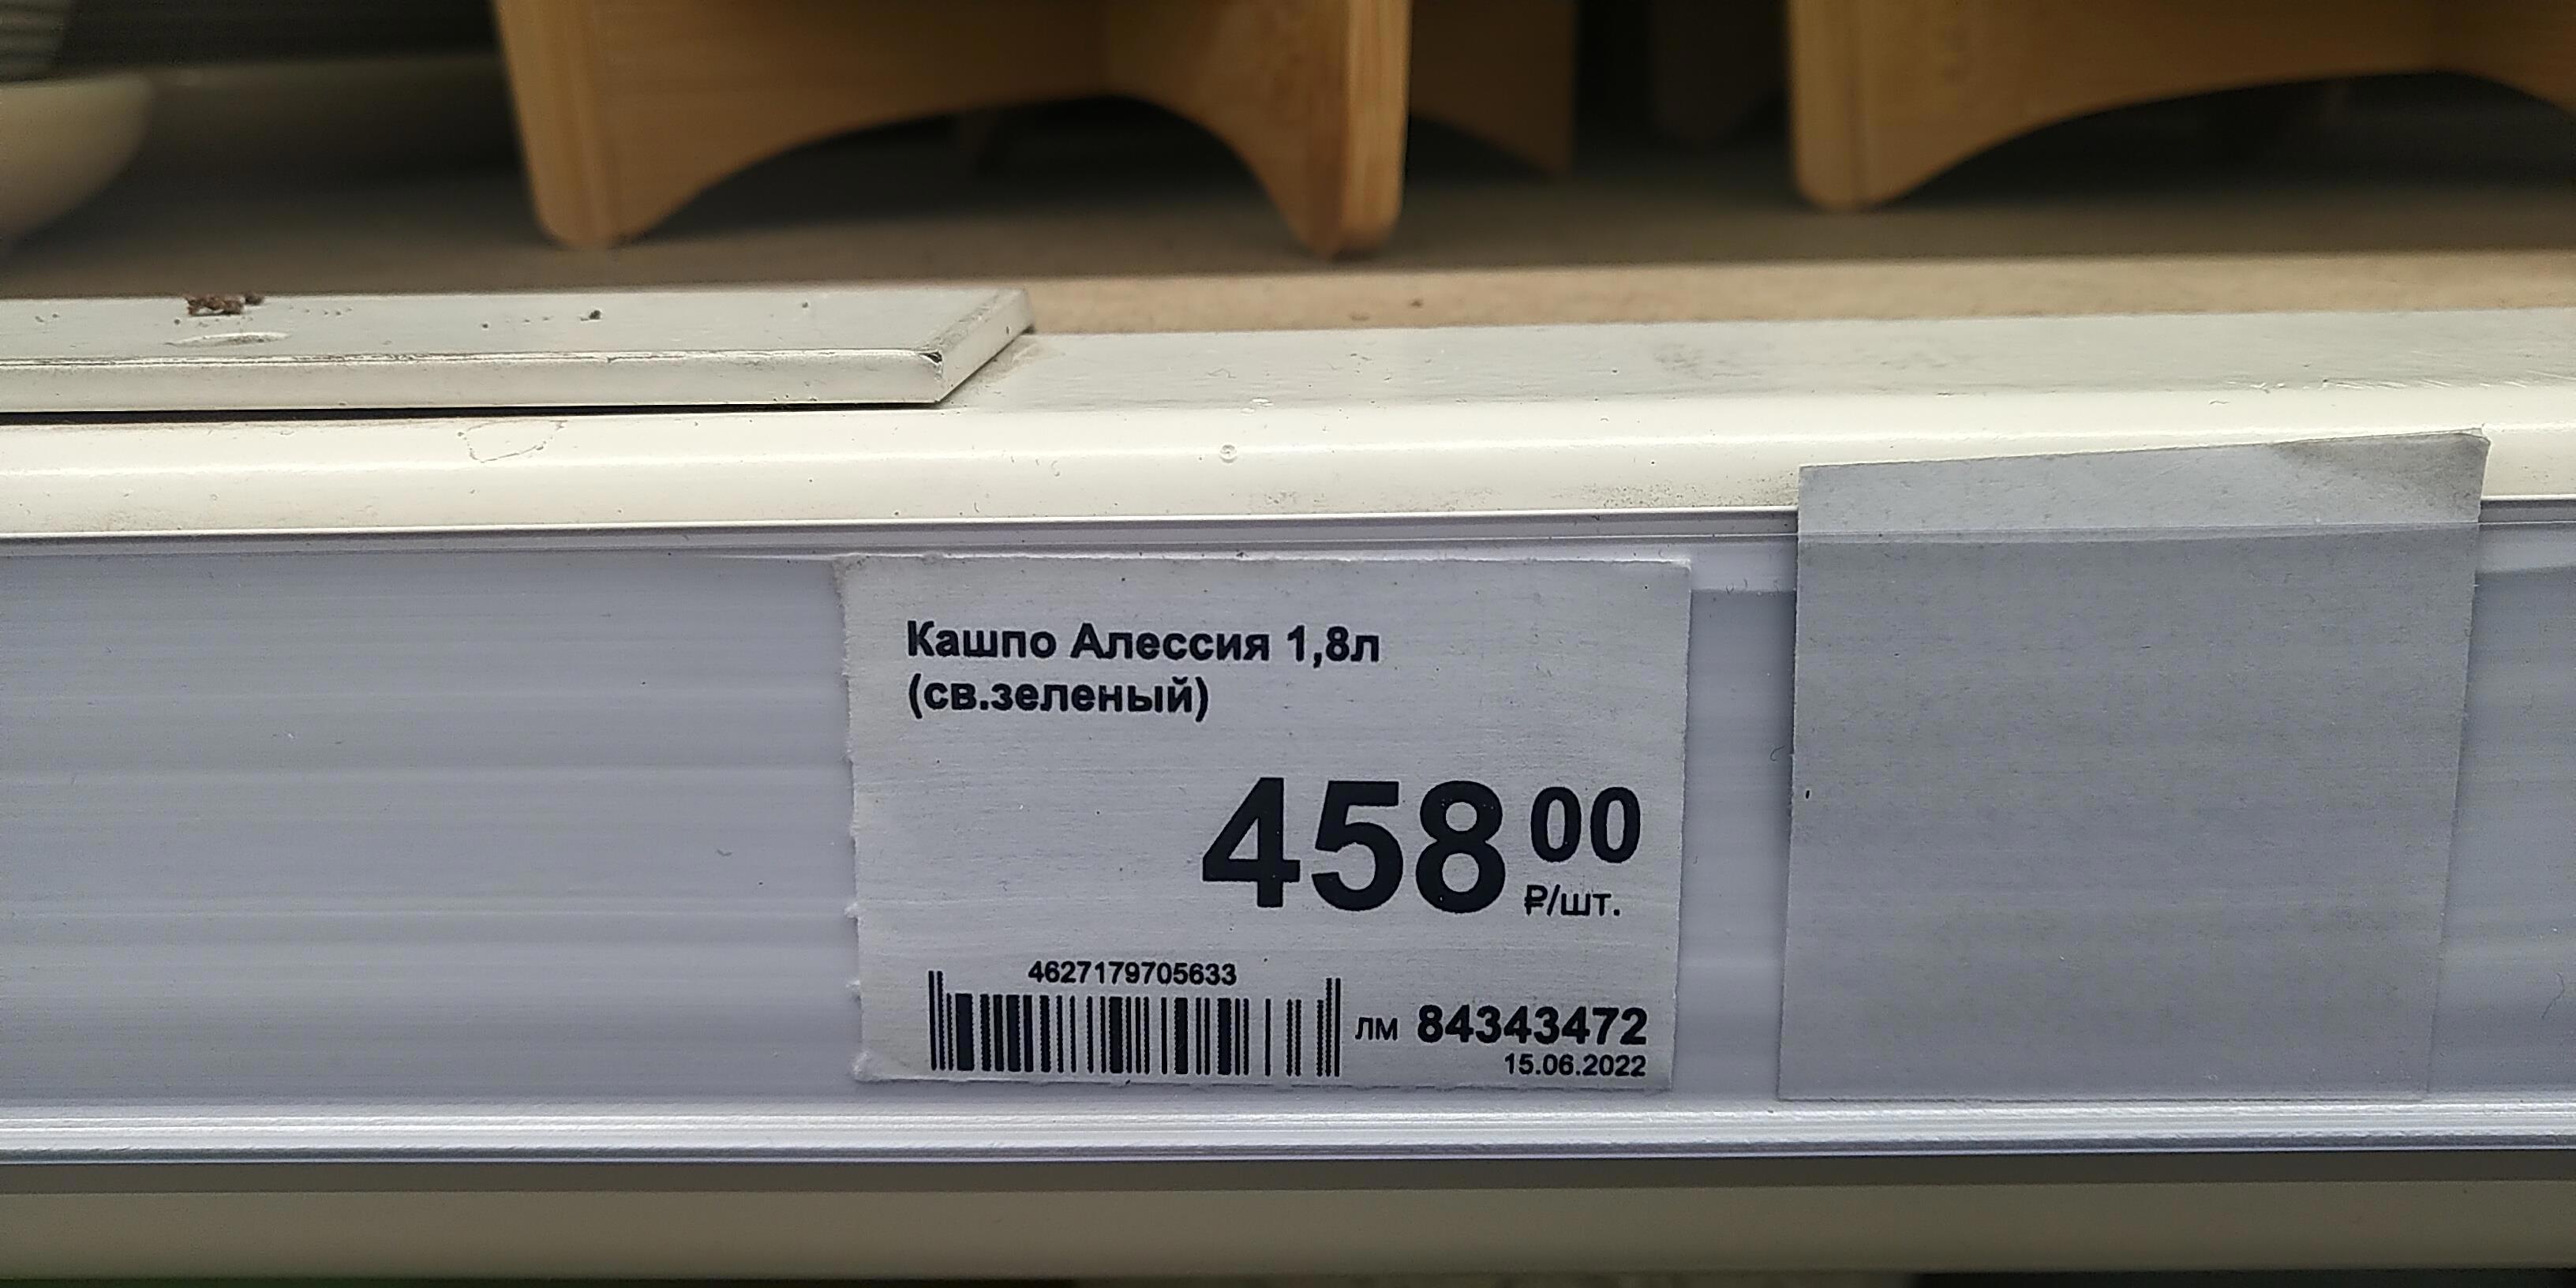 Кашпо Алессия 1,8л
(св.зеленый)
458 00
₽/шт.
4627179705633
лм 84343472
15.06.2022